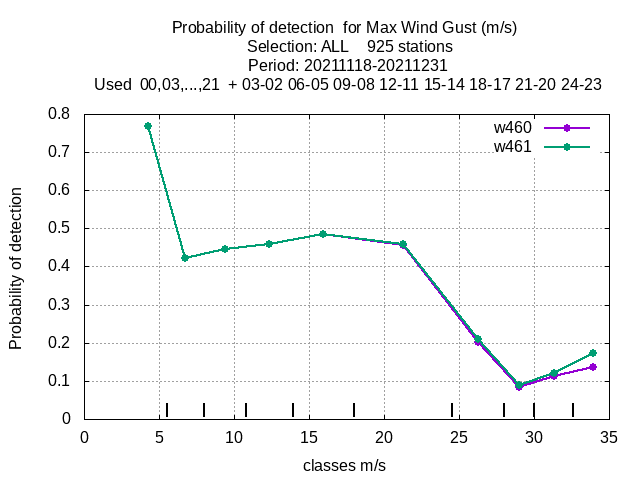 Probability of detection  for Max Wind Gust (m/s)
Selection: ALL    925 stations
Period: 20211118-20211231
Used  00,03,...,21  + 03-02 06-05 09-08 12-11 15-14 18-17 21-20 24-23
w460
w461
0.8
0.7
0.6
0.5
0.4
0.3
0.2
0.1
0
Probability of detection
0 5 10 15 20 25 30 35
classes m/s